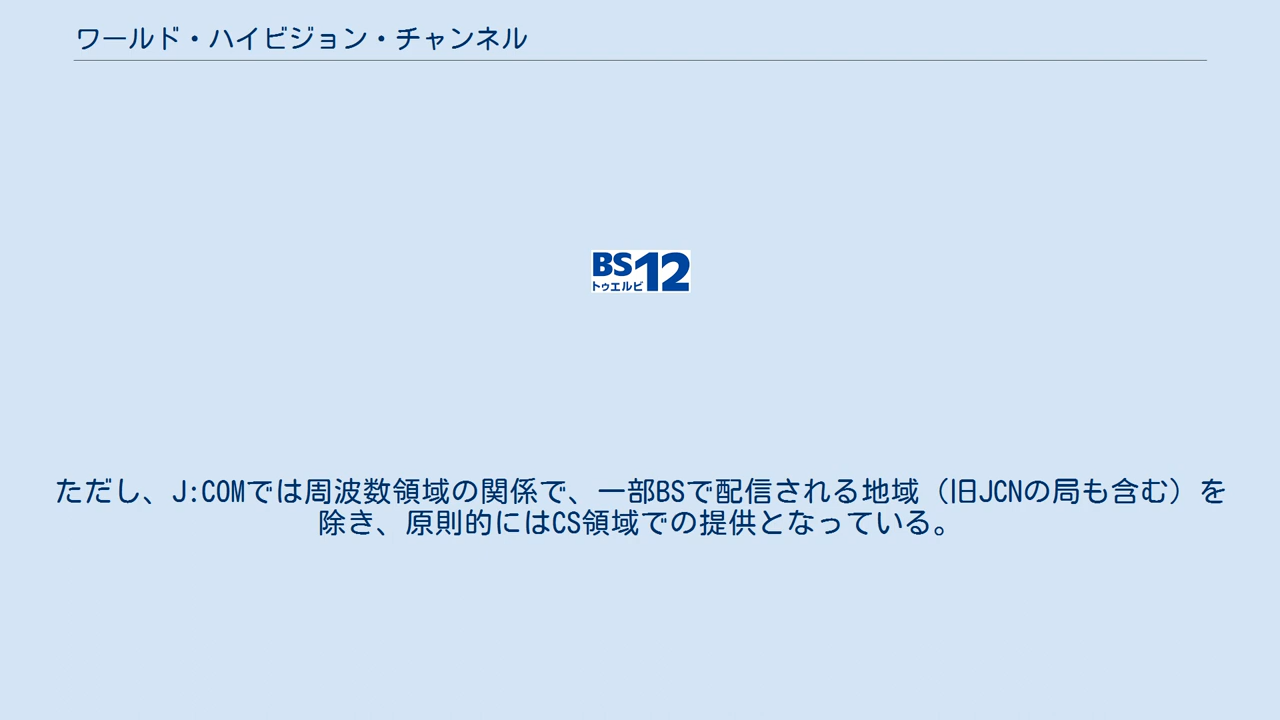 ワールド・ハイビジョン・チャンネル
BS12
トゥエルビ
ただし、J:COMでは周波数領域の関係で、一部BSで配信される地域（旧JCNの局も含む）を
除き、原則的にはCS領域での提供となっている。